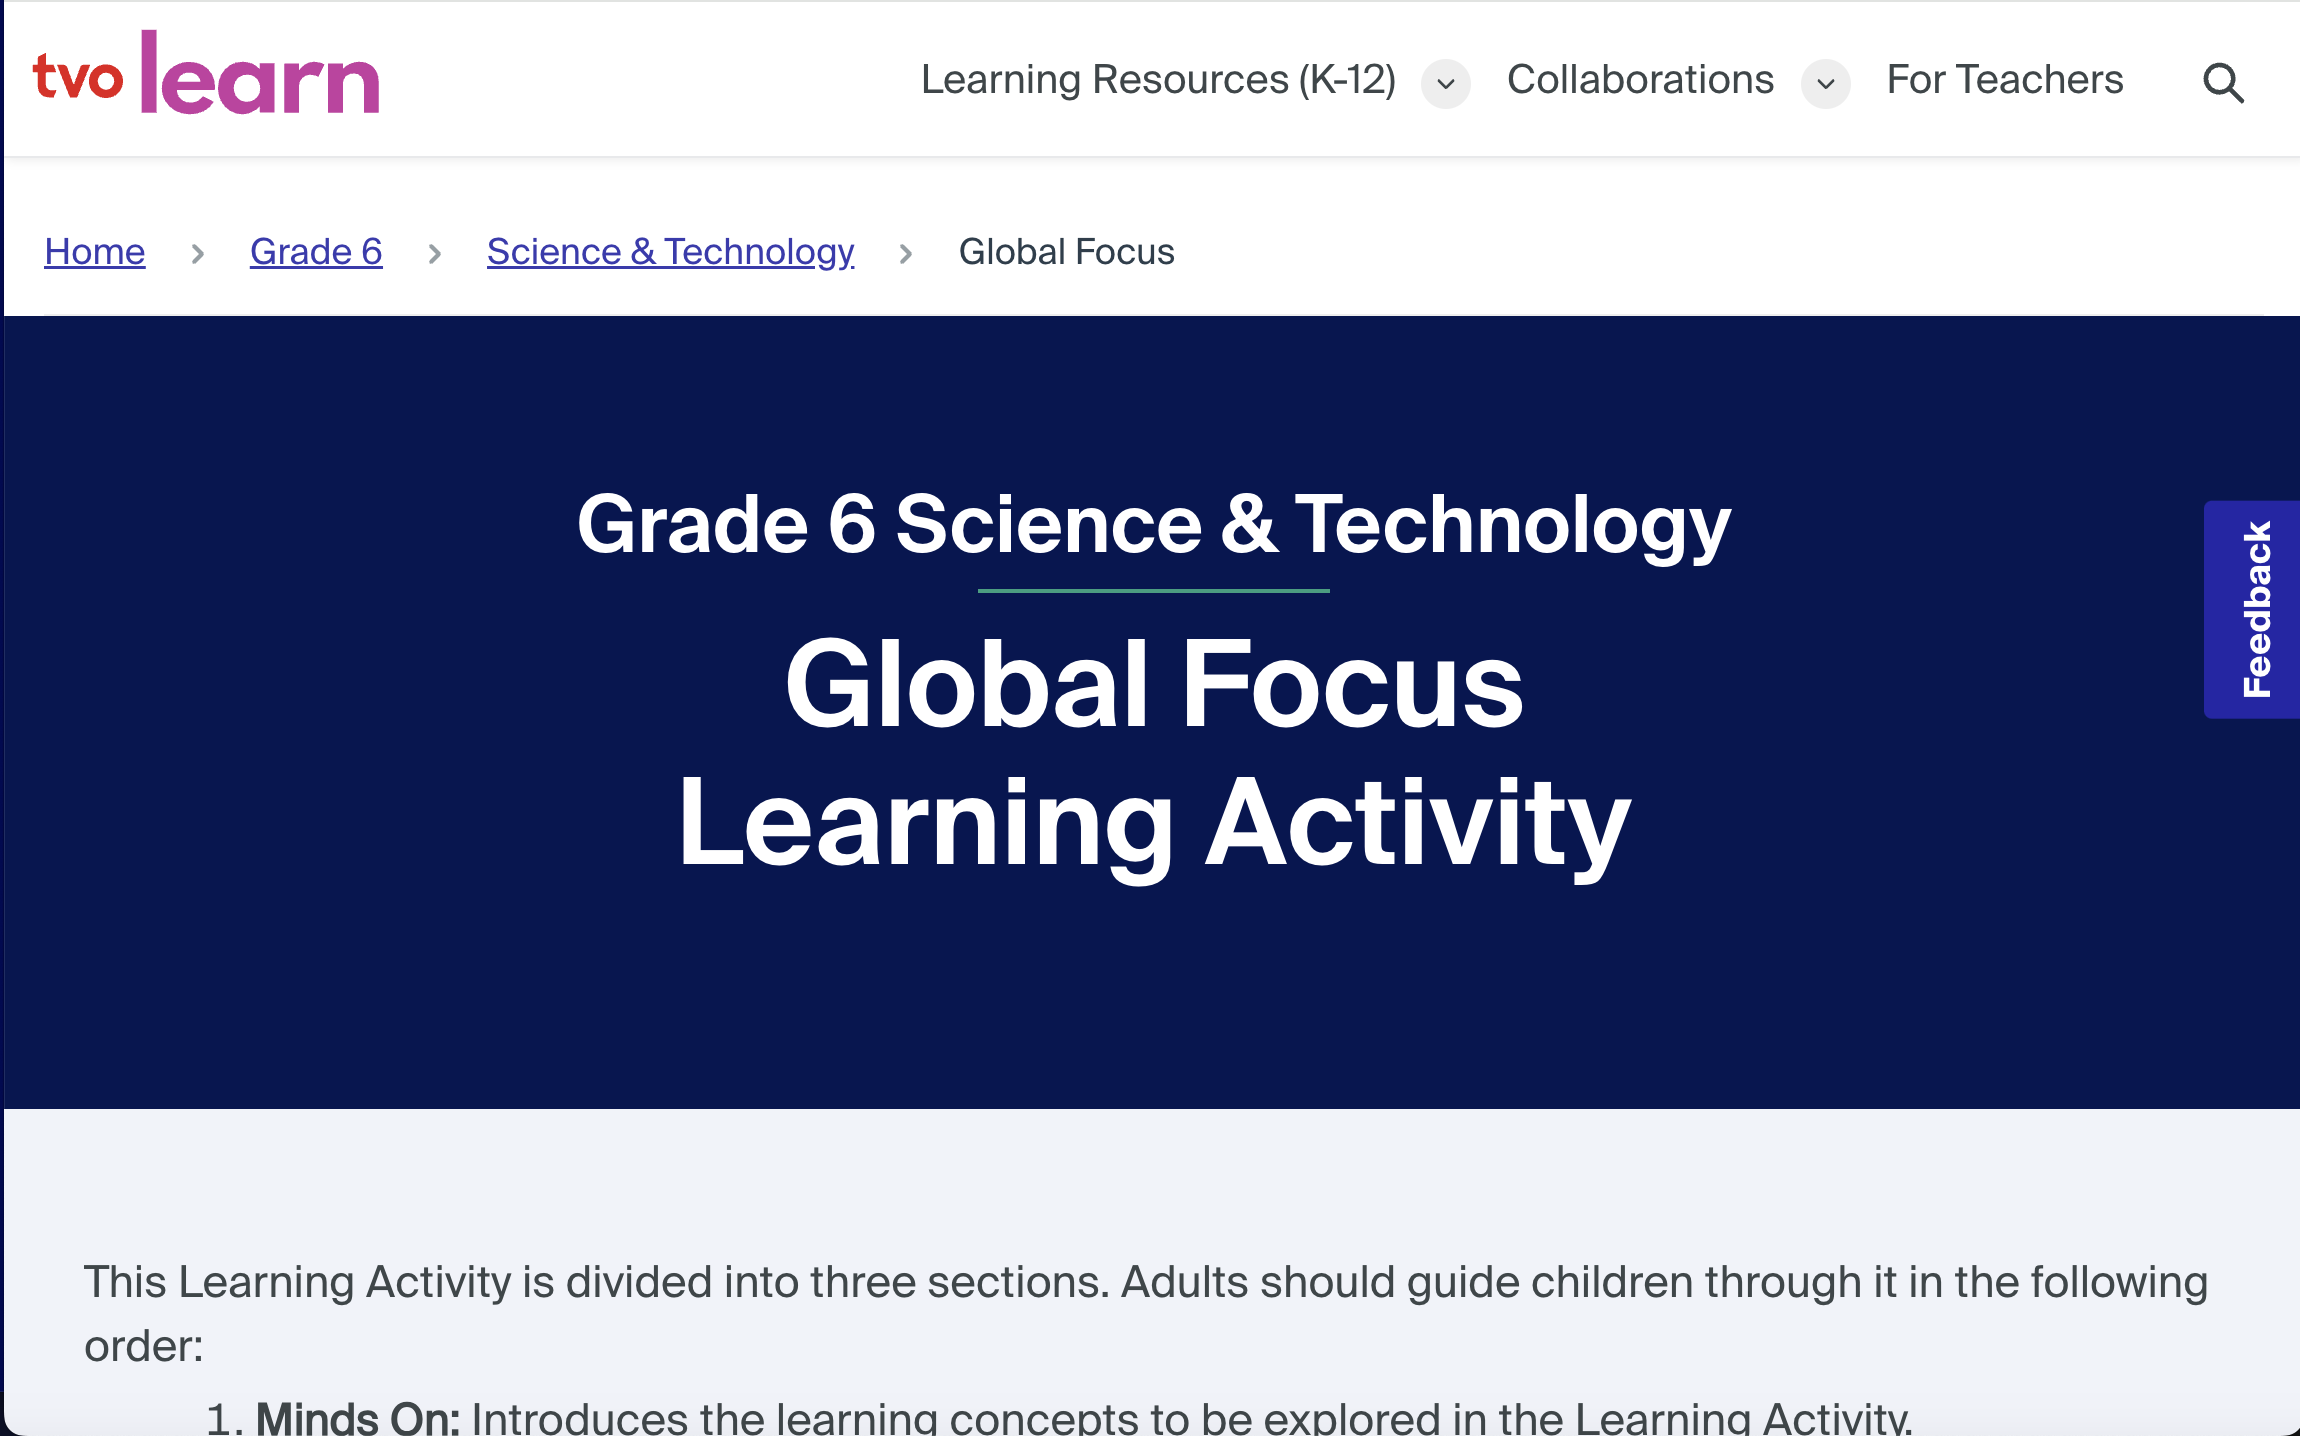 tvo learn
Learning Resources (K-12) Collaborations For Teachers
Home Grade 6 Science & Technology Global Focus
Grade 6 Science & Technology
Global Focus
Learning Activity
Feedback
This Learning Activity is divided into three sections. Adults should guide children through it in the following
order:
1. Minds On: Introduces the learning concepts to be explored in the Learning Activity.